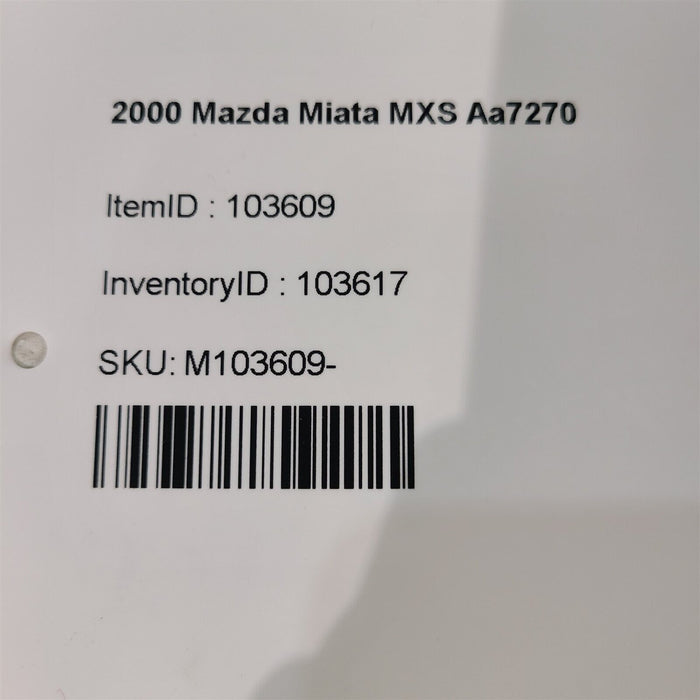 2000 Mazda Miata MXS Aa7270
ItemID : 103609
InventoryID : 103617
SKU: M103609-